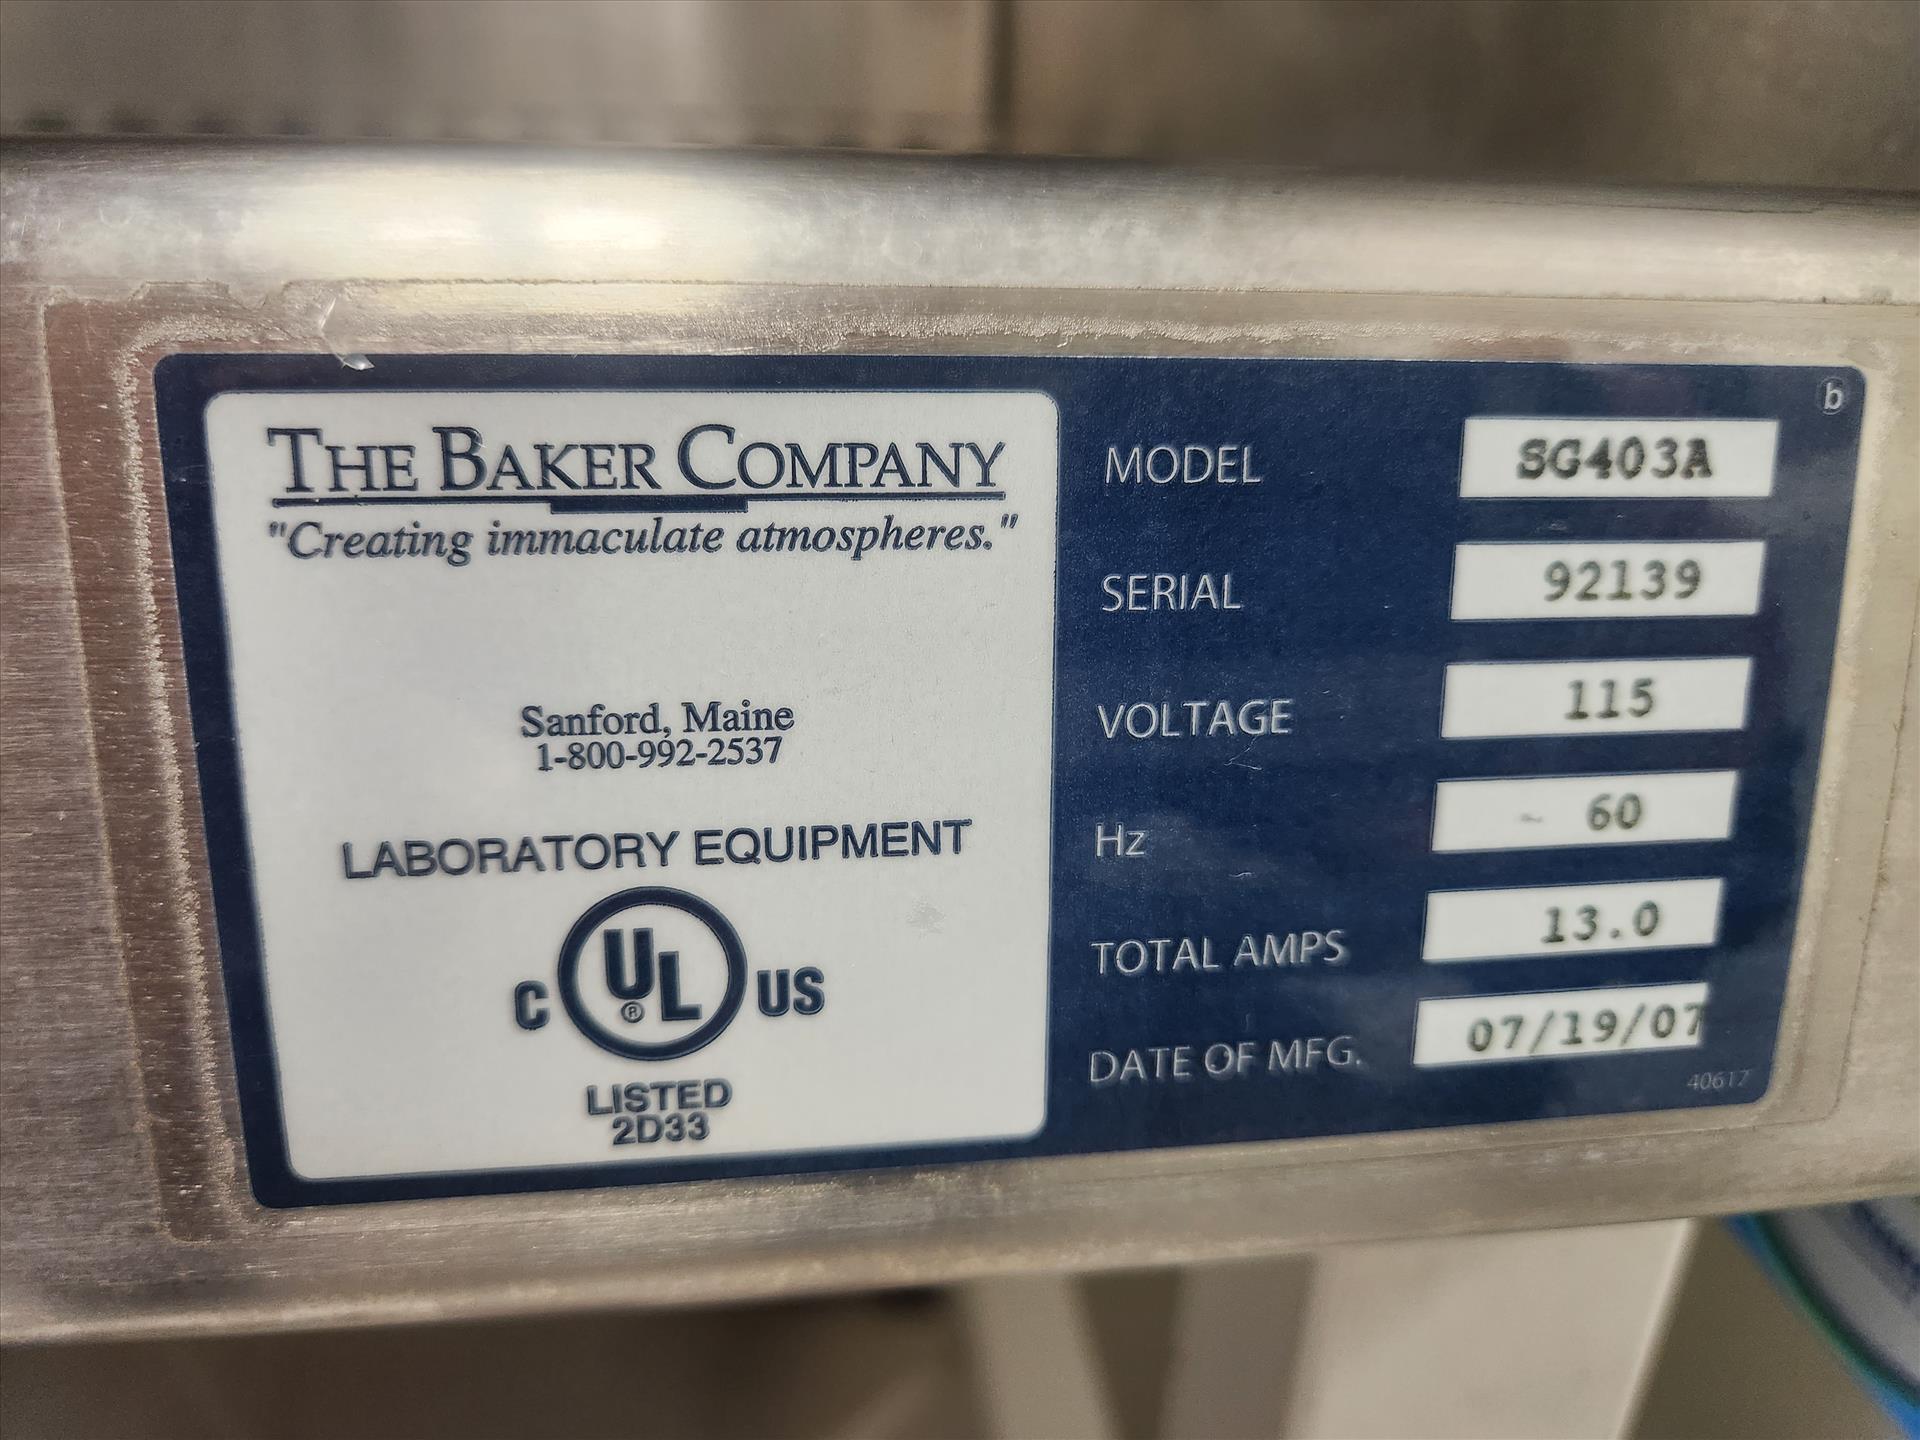 THE BAKER COMPANY
"Creating immaculate atmospheres."
Sanford, Maine
1-800-992-2537
LABORATORY EQUIPMENT
C UL ® US
LISTED
2D33
b
MODEL SG403A
SERIAL 92139
VOLTAGE 115
Hz 60
TOTAL AMPS 13.0
DATE OF MFG. 07/19/07
40617